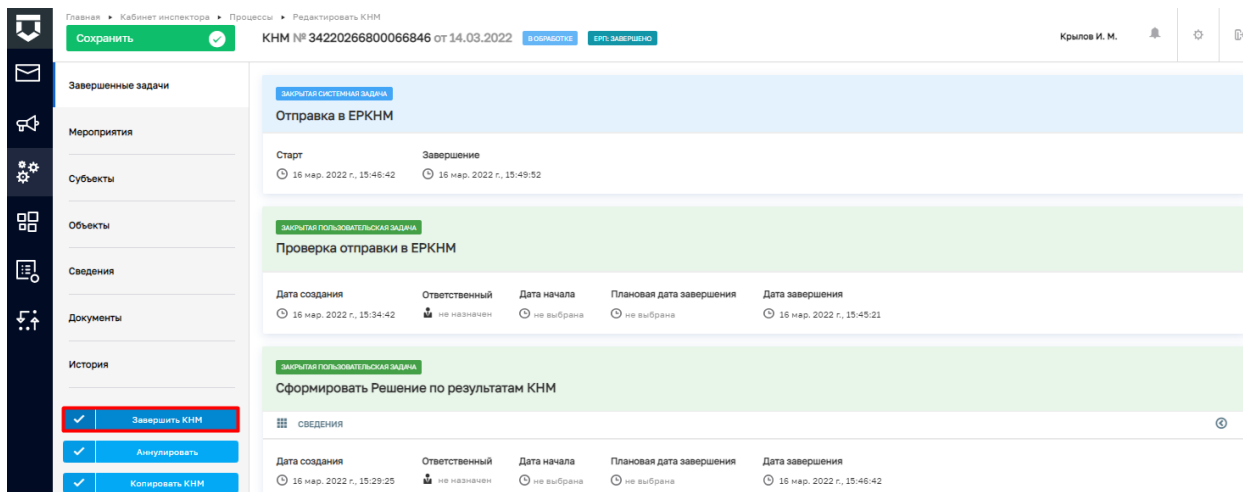 Главная ▸ Кабинет инспектора ▸ Процессы ▸ Редактировать КНМ
Сохранить
КНМ № 34220266800066846 от 14.03.2022 В ОБРАБОТКЕ ЕРП: ЗАВЕРШЕНО
Крылов И. М.
Завершенные задачи
Мероприятия
Субъекты
Объекты
Сведения
Документы
История
Завершить КНМ
Аннулировать
Копировать КНМ
ЗАКРЫТАЯ СИСТЕМНАЯ ЗАДАЧА
Отправка в ЕРКНМ
Старт Завершение
16 мар. 2022 г., 15:46:42 16 мар. 2022 г., 15:49:52
ЗАКРЫТАЯ ПОЛЬЗОВАТЕЛЬСКАЯ ЗАДАЧА
Проверка отправки в ЕРКНМ
Дата создания Ответственный Дата начала Плановая дата завершения Дата завершения
16 мар. 2022 г., 15:34:42 не назначен не выбрана не выбрана 16 мар. 2022 г., 15:45:21
ЗАКРЫТАЯ ПОЛЬЗОВАТЕЛЬСКАЯ ЗАДАЧА
Сформировать Решение по результатам КНМ
СВЕДЕНИЯ
Дата создания Ответственный Дата начала Плановая дата завершения Дата завершения
16 мар. 2022 г., 15:29:25 не назначен не выбрана не выбрана 16 мар. 2022 г., 15:46:42